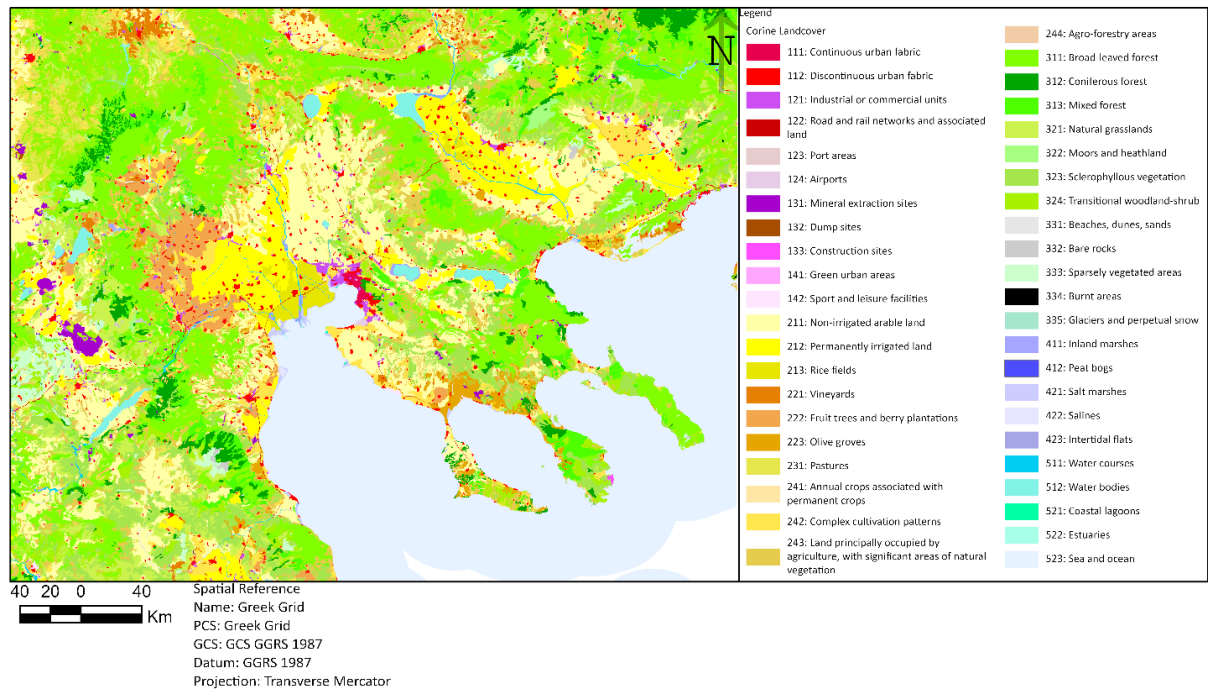 Legend
N
Corine Landcover
111: Continuous urban fabric
112: Discontinuous urban fabric
121: Industrial or commercial units
122: Road and rail networks and associated
land
123: Port areas
124: Airports
131: Mineral extraction sites
132: Dump sites
133: Construction sites
141: Green urban areas
142: Sport and leisure facilities
211: Non-irrigated arable land
212: Permanently irrigated land
213: Rice fields
221: Vineyards
222: Fruit trees and berry plantations
223: Olive groves
231: Pastures
241: Annual crops associated with
permanent crops
242: Complex cultivation patterns
243: Land principally occupied by
agriculture, with significant areas of natural
vegetation
244: Agro-forestry areas
311: Broad-leaved forest
312: Coniferous forest
313: Mixed forest
321: Natural grasslands
322: Moors and heathland
323: Sclerophyllous vegetation
324: Transitional woodland-shrub
331: Beaches, dunes, sands
332: Bare rocks
333: Sparsely vegetated areas
334: Burnt areas
335: Glaciers and perpetual snow
411: Inland marshes
412: Peat bogs
421: Salt marshes
422: Salines
423: Intertidal flats
511: Water courses
512: Water bodies
521: Coastal lagoons
522: Estuaries
523: Sea and ocean
40 20 0 40
Km
Spatial Reference
Name: Greek Grid
PCS: Greek Grid
GCS: GCS GGRS 1987
Datum: GGRS 1987
Projection: Transverse Mercator